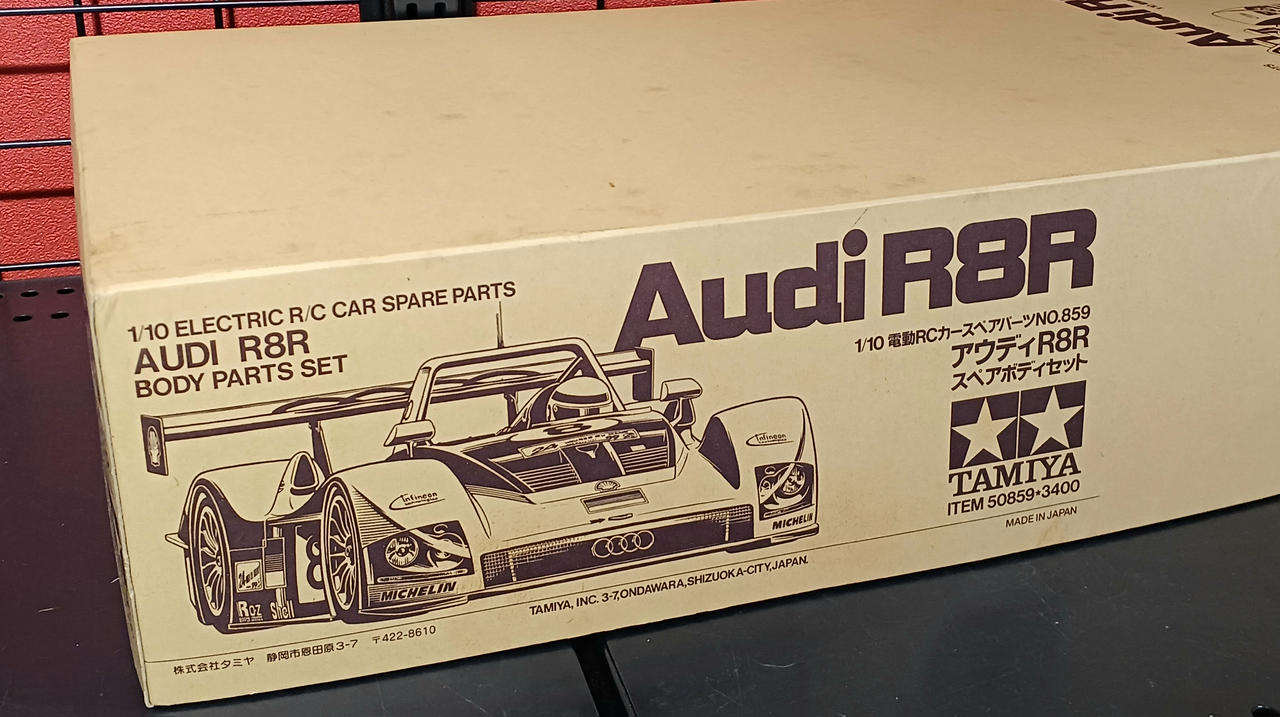 1/10 ELECTRIC R/C CAR SPARE PARTS
AUDI R8R
BODY PARTS SET
Audi R8R
1/10 電動RCカースペアパーツNO.859
アウディR8R
スペアボディセット
TAMIYA
ITEM 50859★3400
MADE IN JAPAN
Infineon
Infineon
8
MICHELIN
MICHELIN
Roz
Shell
TAMIYA, INC. 3-7,ONDAWARA,SHIZUOKA-CITY,JAPAN.
株式会社タミヤ 静岡市恩田原3-7 〒422-8610
Audi R